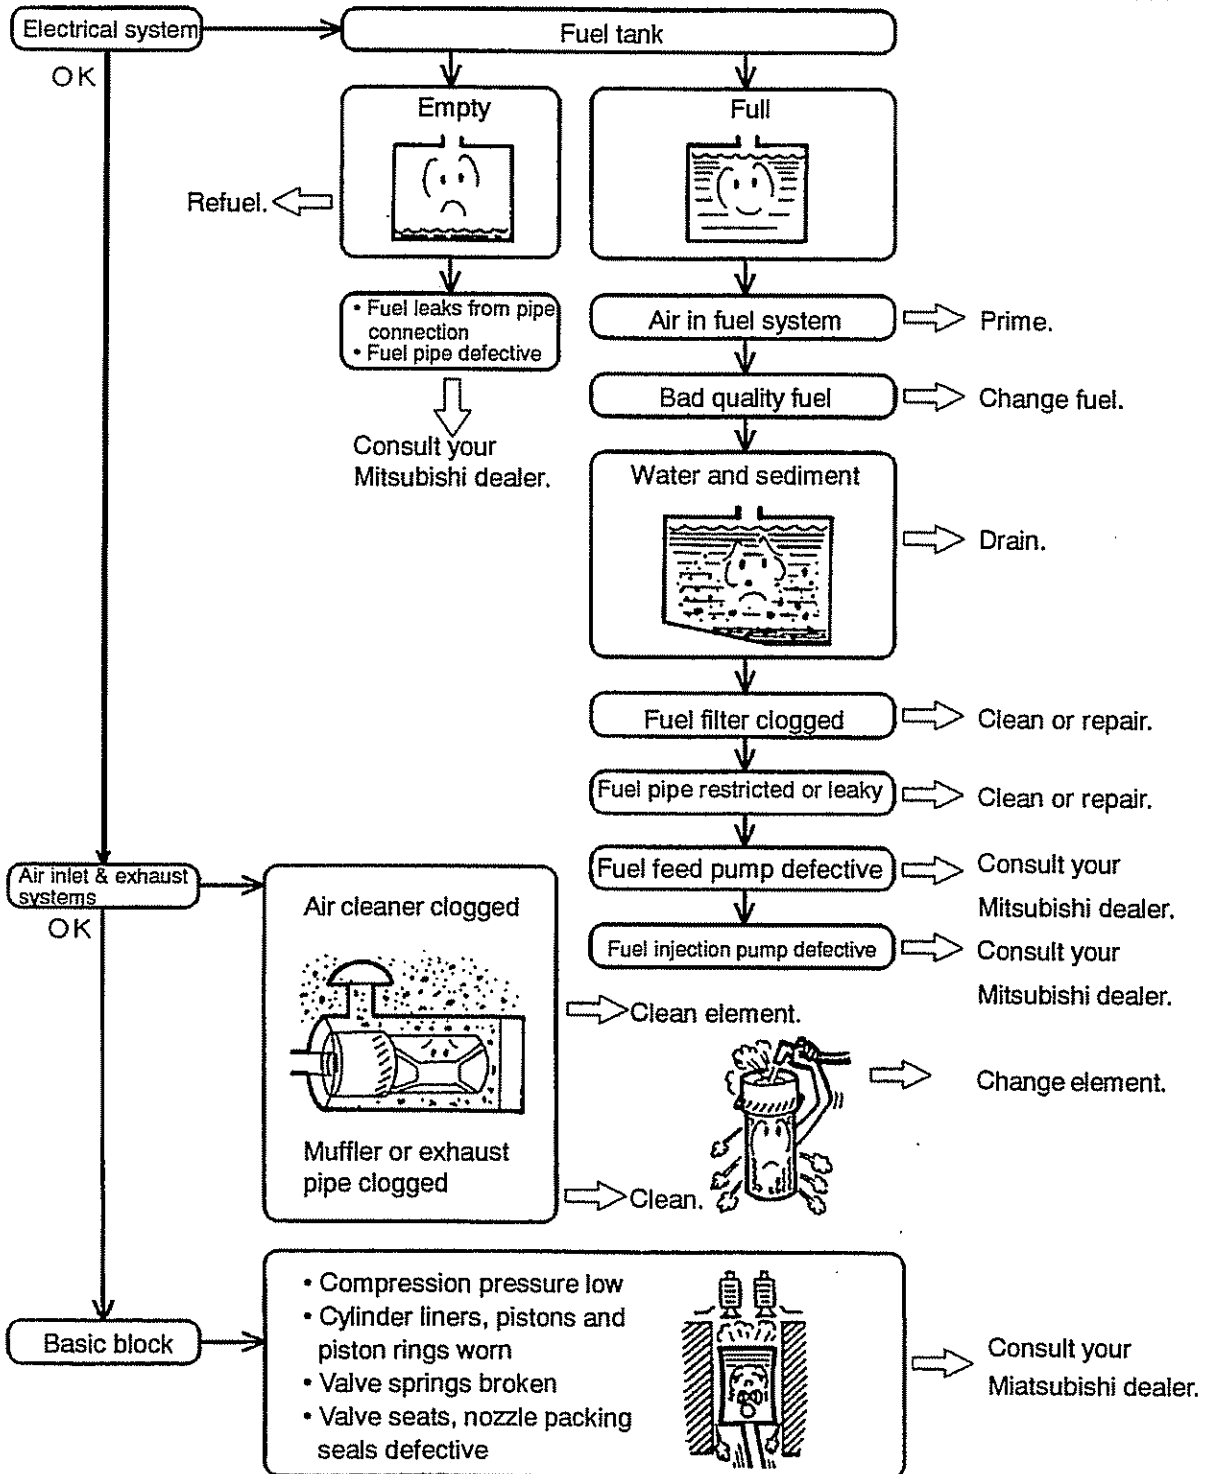 Electrical system
Fuel tank
OK
Empty
Full
Refuel.
• Fuel leaks from pipe
connection
• Fuel pipe defective
Consult your
Mitsubishi dealer.
Air in fuel system
Prime.
Bad quality fuel
Change fuel.
Water and sediment
Drain.
Fuel filter clogged
Clean or repair.
Fuel pipe restricted or leaky
Clean or repair.
Fuel feed pump defective
Consult your
Mitsubishi dealer.
Fuel injection pump defective
Consult your
Mitsubishi dealer.
Air inlet & exhaust
systems
OK
Air cleaner clogged
Clean element.
Change element.
Muffler or exhaust
pipe clogged
Clean.
Basic block
• Compression pressure low
• Cylinder liners, pistons and
piston rings worn
• Valve springs broken
• Valve seats, nozzle packing
seals defective
Consult your
Miatsubishi dealer.